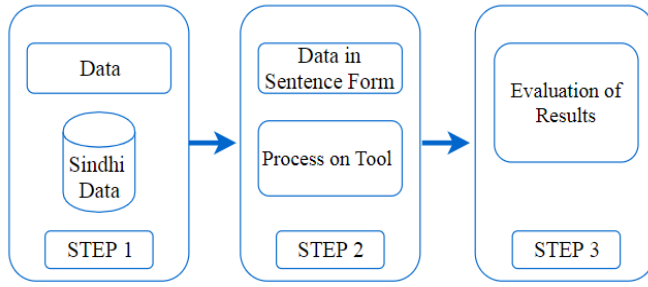 Data
Sindhi
Data
STEP 1
Data in
Sentence Form
Process on Tool
STEP 2
Evaluation of
Results
STEP 3